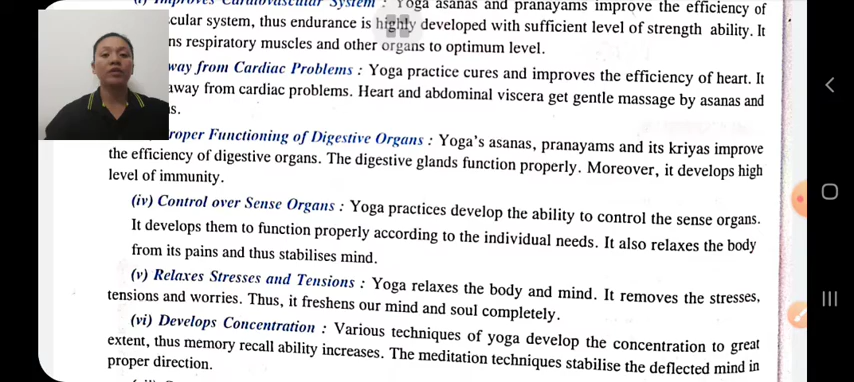 (i) Improves Cardiovascular System : Yoga asanas and pranayams improve the efficiency of
cular system, thus endurance is highly developed with sufficient level of strength ability. It
ns respiratory muscles and other organs to optimum level.
way from Cardiac Problems : Yoga practice cures and improves the efficiency of heart. It
away from cardiac problems. Heart and abdominal viscera get gentle massage by asanas and
s.
roper Functioning of Digestive Organs : Yoga's asanas, pranayams and its kriyas improve
the efficiency of digestive organs. The digestive glands function properly. Moreover, it develops high
level of immunity.
(iv) Control over Sense Organs : Yoga practices develop the ability to control the sense organs.
It develops them to function properly according to the individual needs. It also relaxes the body
from its pains and thus stabilises mind.
(v) Relaxes Stresses and Tensions : Yoga relaxes the body and mind. It removes the stresses,
tensions and worries. Thus, it freshens our mind and soul completely.
(vi) Develops Concentration : Various techniques of yoga develop the concentration to great
extent, thus memory recall ability increases. The meditation techniques stabilise the deflected mind in
proper direction.